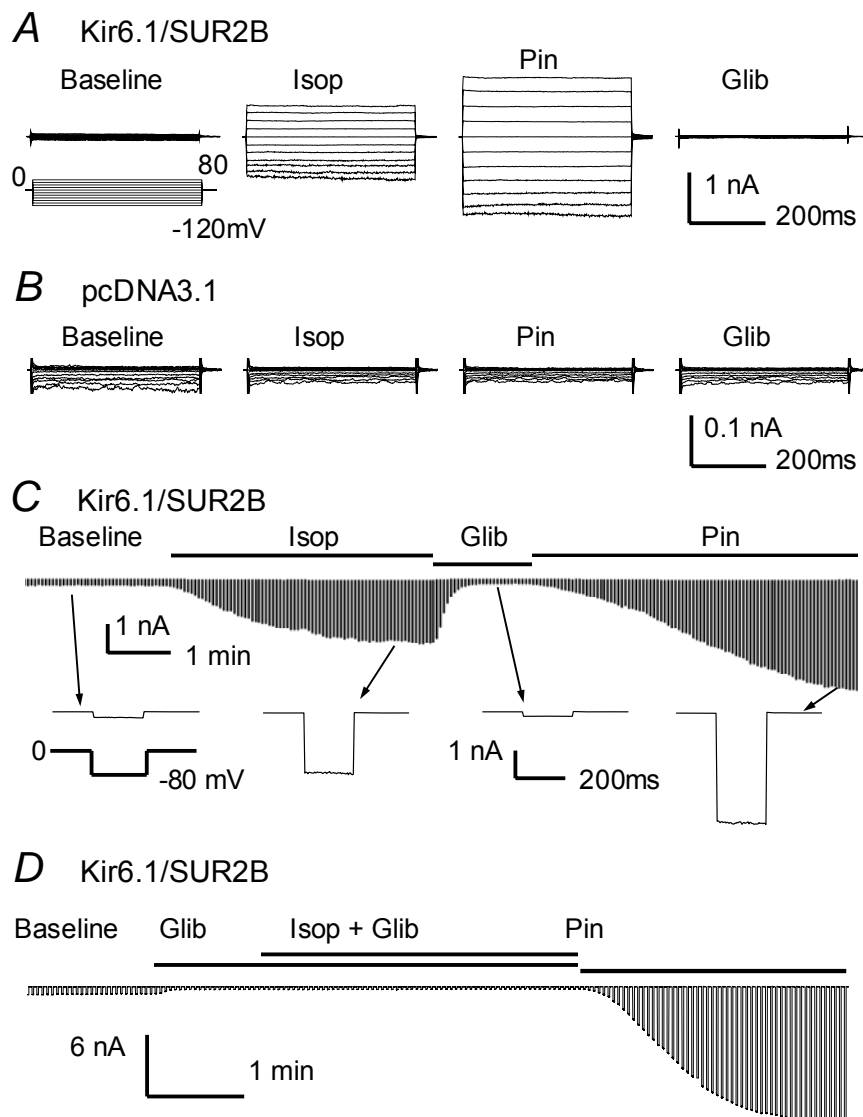 A Kir6.1/SUR2B
Baseline Isop Pin Glib
0 80
-120mV
1 nA
200ms
B pcDNA3.1
Baseline Isop Pin Glib
0.1 nA
200ms
C Kir6.1/SUR2B
Baseline Isop Glib Pin
1 nA
1 min
0
-80 mV
1 nA
200ms
D Kir6.1/SUR2B
Baseline Glib Isop + Glib Pin
6 nA
1 min